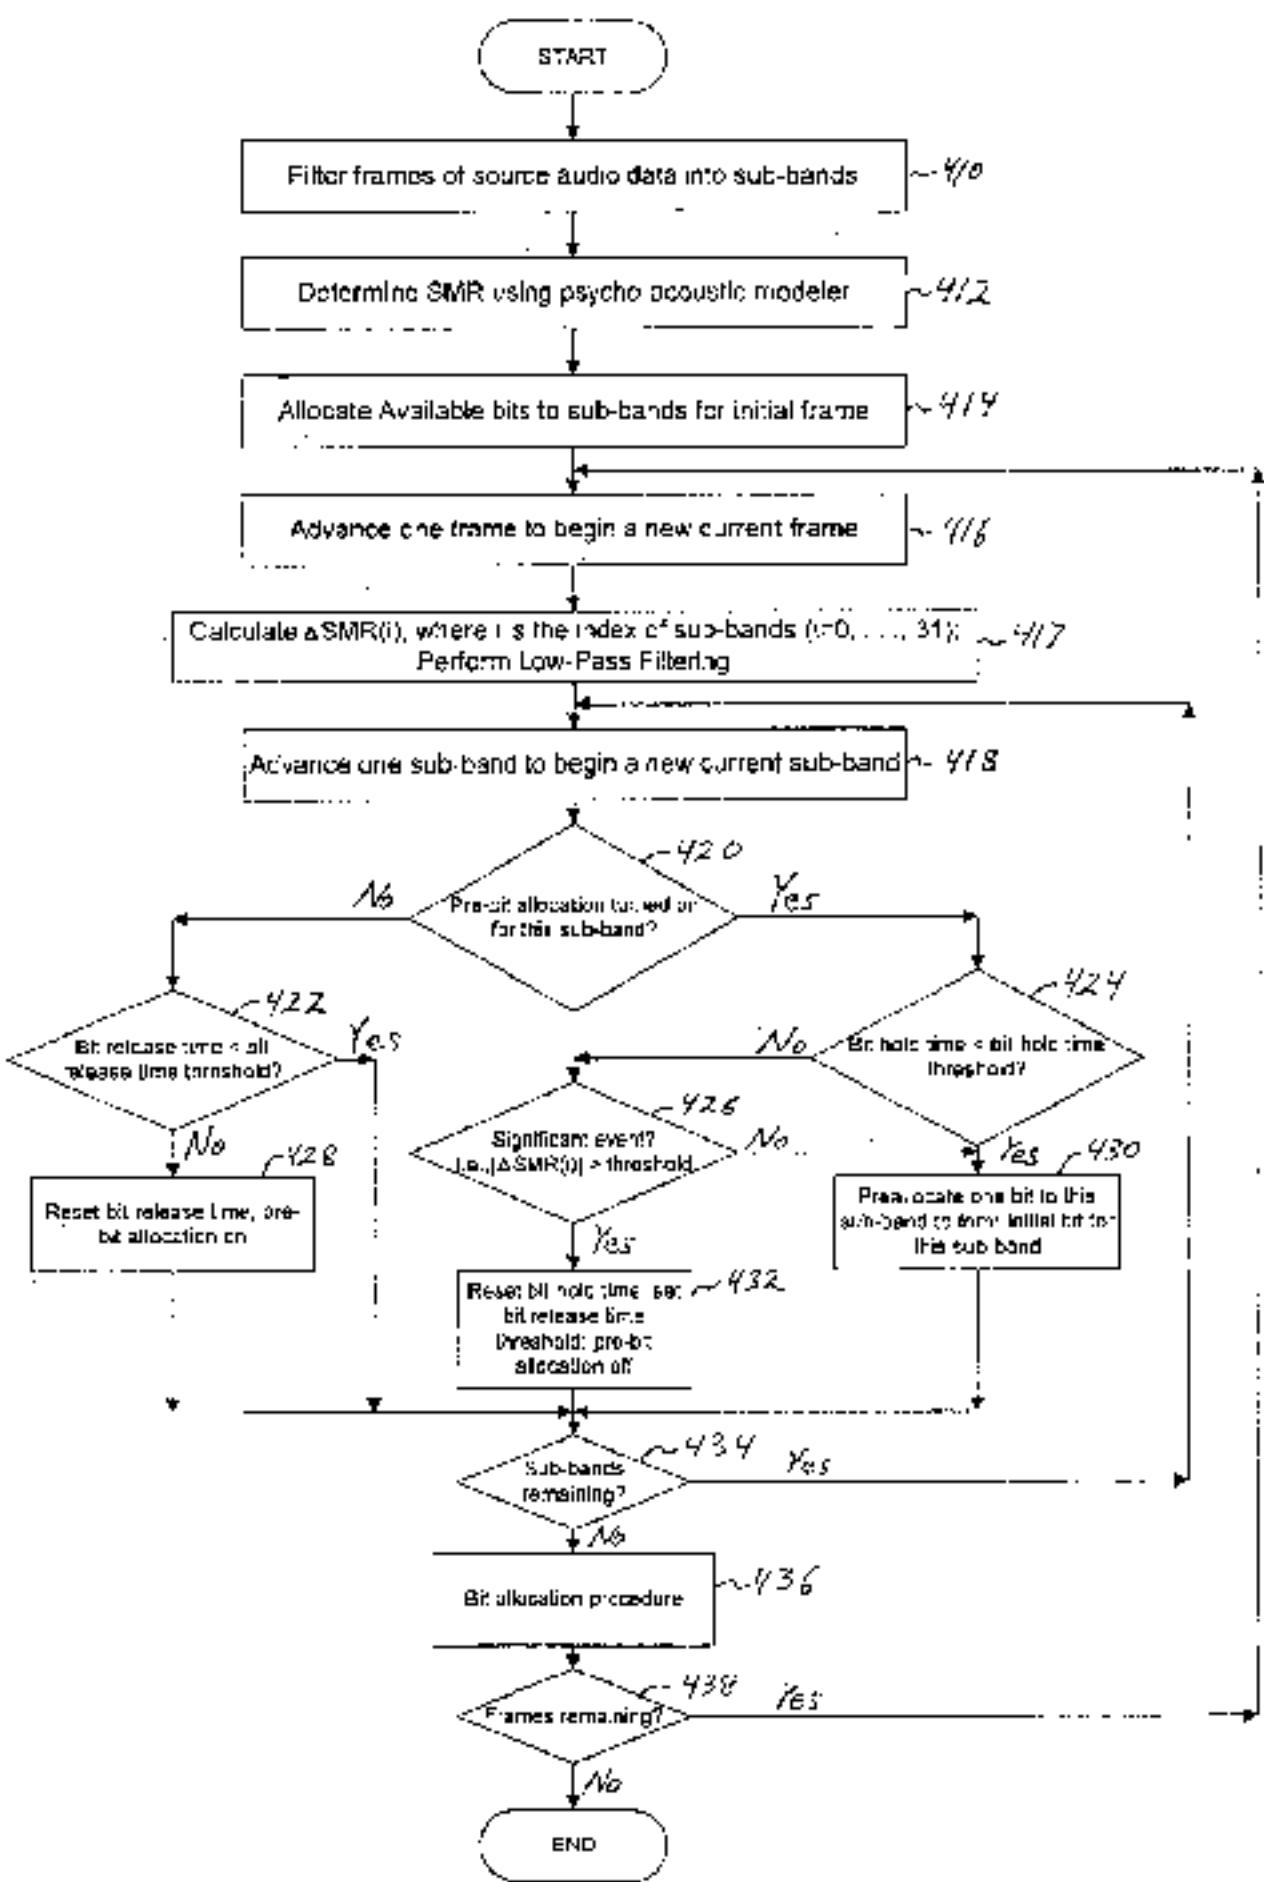 START
Filter frames of source audio data into sub-bands
410
Determine SMR using psycho acoustic modeler
412
Allocate Available bits to sub-bands for initial frame
414
Advance one frame to begin a new current frame
416
Calculate ΔSMR(i), where i is the index of sub-bands (i=0, ...., 31);
Perform Low-Pass Filtering
417
Advance one sub-band to begin a new current sub-band
418
420
No
Yes
Pre-bit allocation turned on
for this sub-band?
422
424
Yes
No
Bit release time < bit
release time threshold?
Bit hold time < bit hold time
threshold?
426
Significant event?
i.e., |ΔSMR(i)| > threshold
No
No
428
Yes
430
Reset bit release time, pre-
bit allocation on
Preallocate one bit to this
sub-band to form initial bit for
this sub band
Yes
432
Reset bit hold time, set
bit release time
threshold; pre-bit
allocation off
434
Sub-bands
remaining?
Yes
No
Bit allocation procedure
436
438
Frames remaining?
Yes
No
END